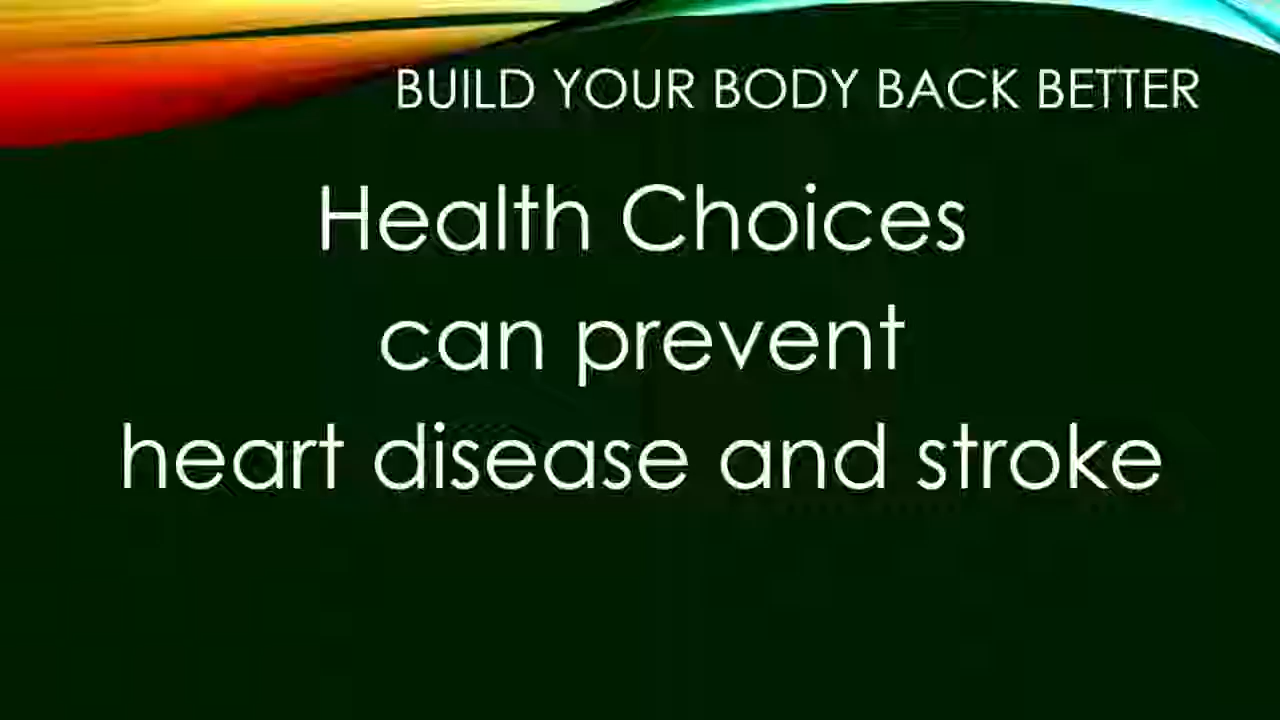 BUILD YOUR BODY BACK BETTER
Health Choices
can prevent
heart disease and stroke